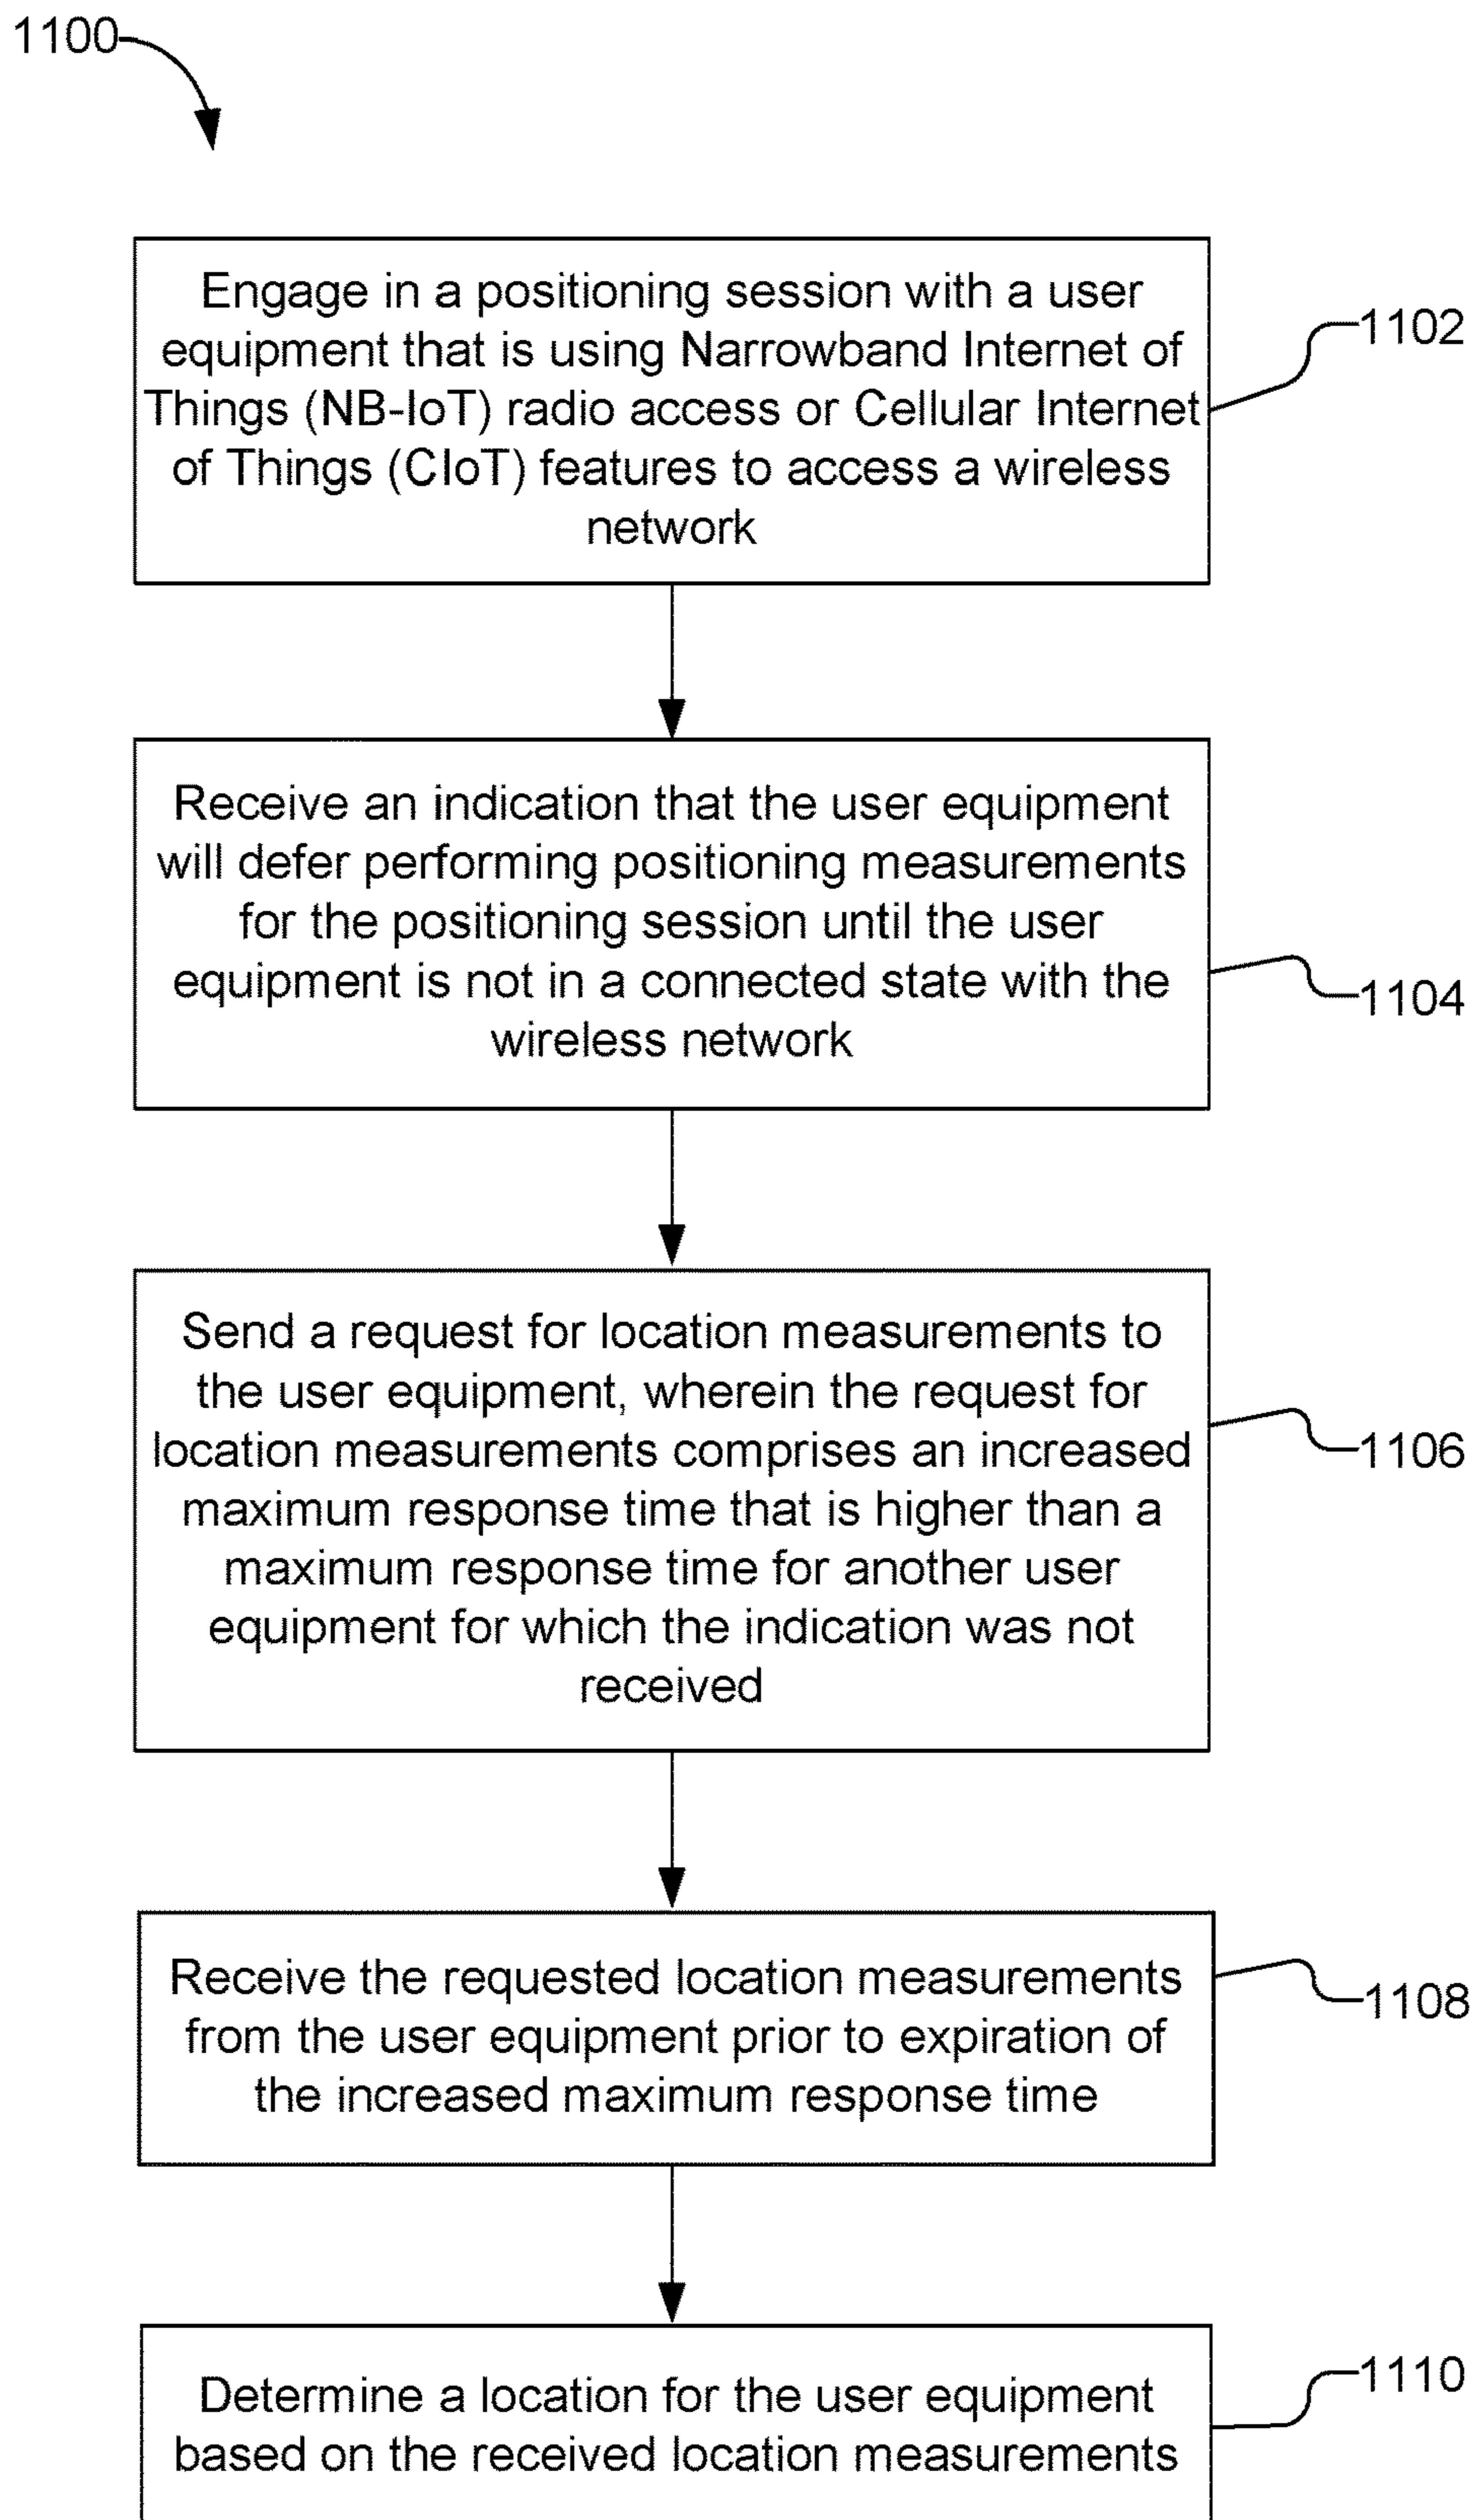 1100
Engage in a positioning session with a user
equipment that is using Narrowband Internet of
Things (NB-IoT) radio access or Cellular Internet
of Things (CIoT) features to access a wireless
network
1102
Receive an indication that the user equipment
will defer performing positioning measurements
for the positioning session until the user
equipment is not in a connected state with the
wireless network
1104
Send a request for location measurements to
the user equipment, wherein the request for
location measurements comprises an increased
maximum response time that is higher than a
maximum response time for another user
equipment for which the indication was not
received
1106
Receive the requested location measurements
from the user equipment prior to expiration of
the increased maximum response time
1108
Determine a location for the user equipment
based on the received location measurements
1110